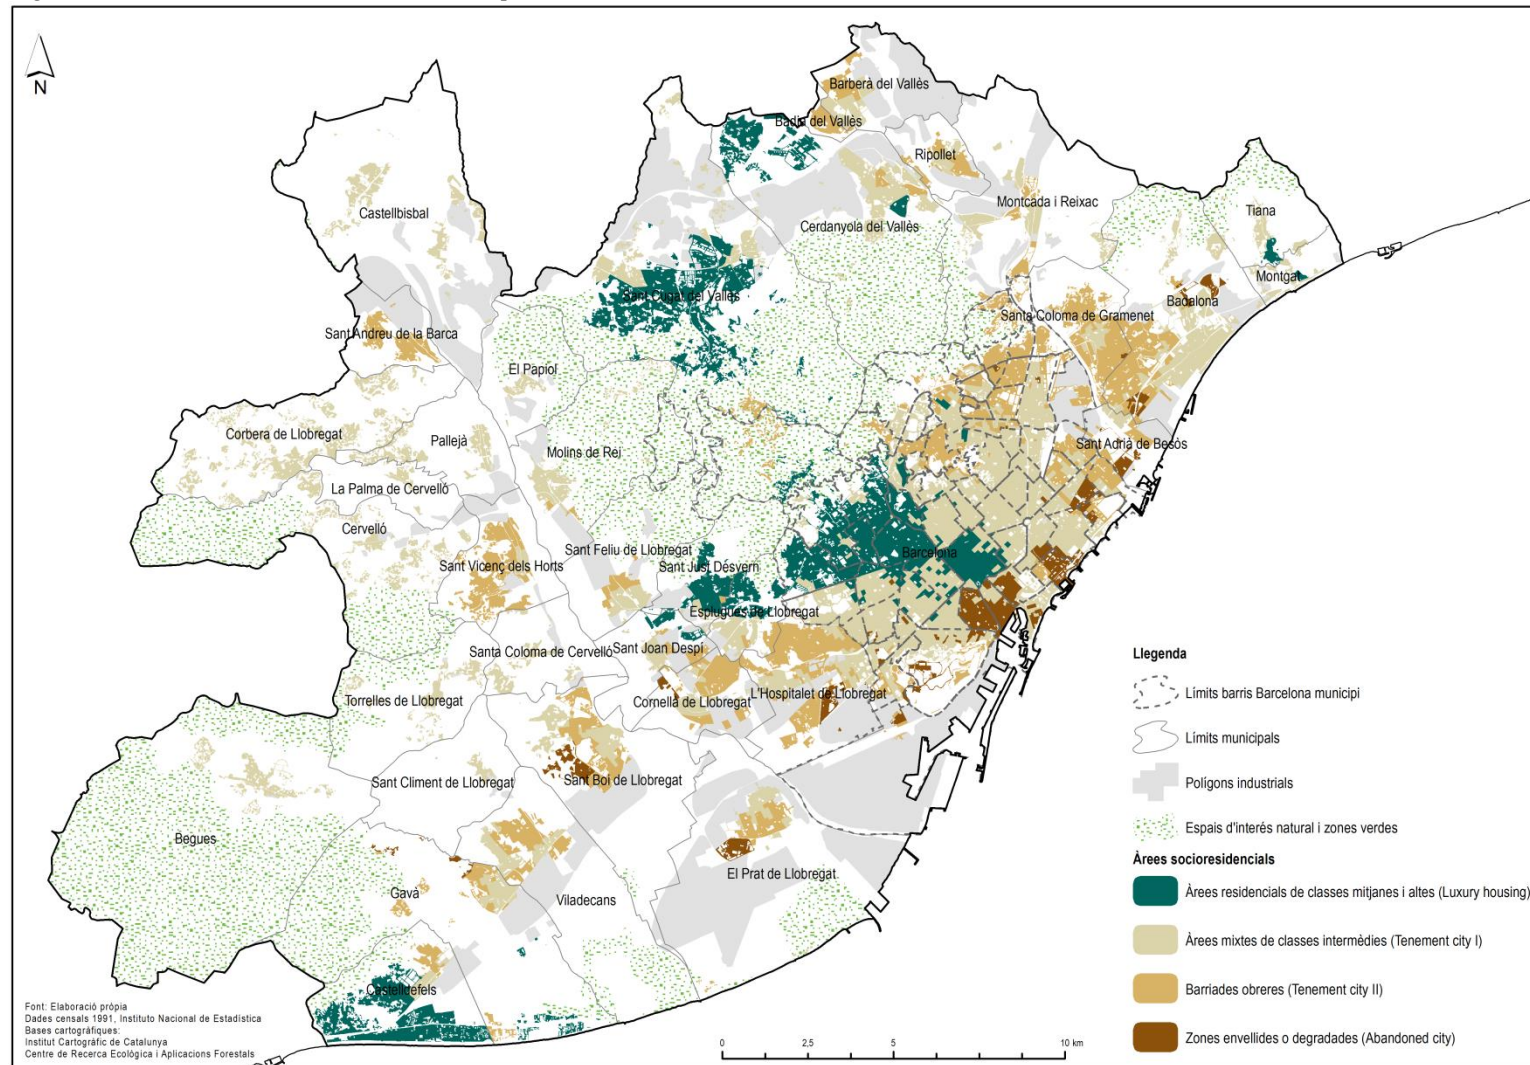 N
Barberà del Vallès
Badia del Vallès
Ripollet
Castellbisbal
Cerdanyola del Vallès
Montcada i Reixac
Tiana
Montgat
Sant Cugat del Vallès
Badalona
Santa Coloma de Gramenet
Sant Andreu de la Barca
El Papiol
Corbera de Llobregat
Pallejà
Molins de Rei
Sant Adrià de Besòs
La Palma de Cervelló
Cervelló
Sant Feliu de Llobregat
Barcelona
Sant Vicenç dels Horts
Sant Just Désvern
Esplugues de Llobregat
Santa Coloma de Cervelló
Sant Joan Despí
Torrelles de Llobregat
Cornellà de Llobregat
L'Hospitalet de Llobregat
Sant Climent de Llobregat
Sant Boi de Llobregat
Begues
El Prat de Llobregat
Gavà
Viladecans
Castelldefels
Llegenda
Límits barris Barcelona municipi
Límits municipals
Polígons industrials
Espais d'interés natural i zones verdes
Àrees socioresidencials
Àrees residencials de classes mitjanes i altes (Luxury housing)
Àrees mixtes de classes intermèdies (Tenement city I)
Barriades obreres (Tenement city II)
Zones envellides o degradades (Abandoned city)
Font: Elaboració pròpia
Dades censals 1991, Instituto Nacional de Estadística
Bases cartogràfiques:
Institut Cartogràfic de Catalunya
Centre de Recerca Ecològica i Aplicacions Forestals
0 2,5 5 10 km